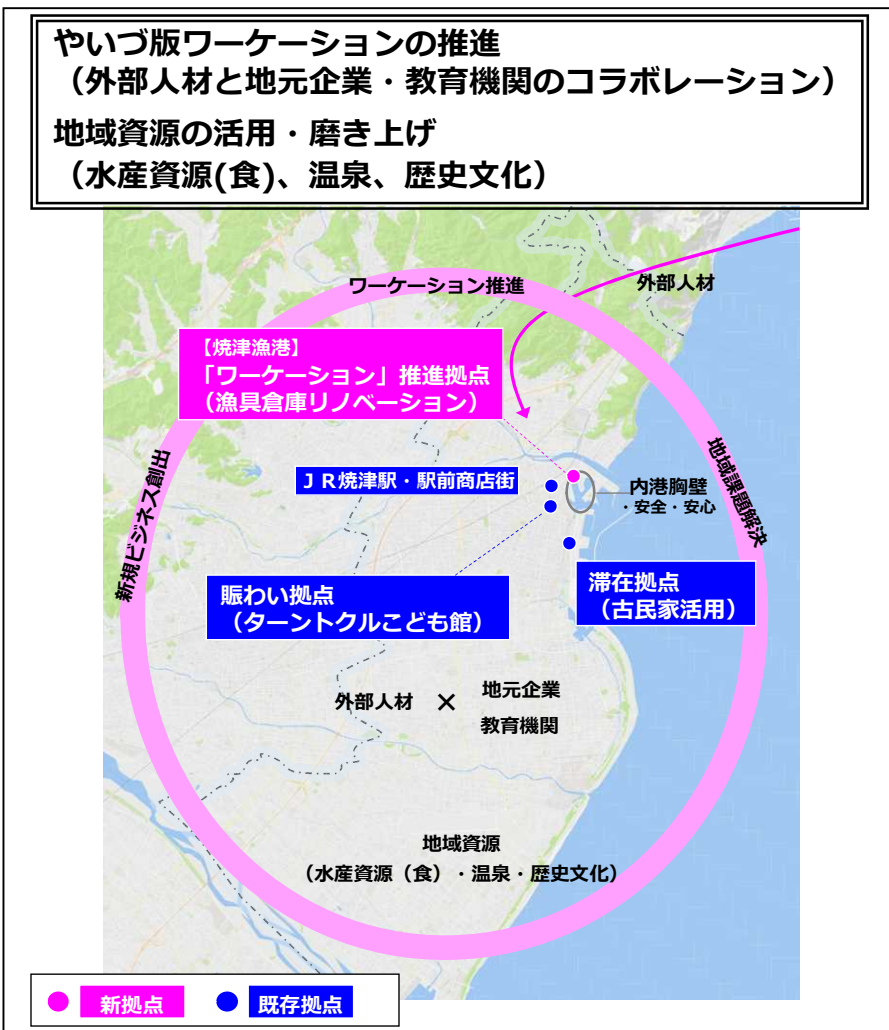 やいづ版ワーケーションの推進
（外部人材と地元企業・教育機関のコラボレーション）
地域資源の活用・磨き上げ
（水産資源(食)、温泉、歴史文化）
ワーケーション推進
外部人材
【焼津漁港】
「ワーケーション」推進拠点
（漁具倉庫リノベーション）
新規ビジネス創出
地域課題解決
ＪＲ焼津駅・駅前商店街
内港胸壁
・安全・安心
賑わい拠点
（ターントクルこども館）
滞在拠点
（古民家活用）
外部人材 × 地元企業
教育機関
地域資源
（水産資源（食）・温泉・歴史文化）
新拠点 既存拠点